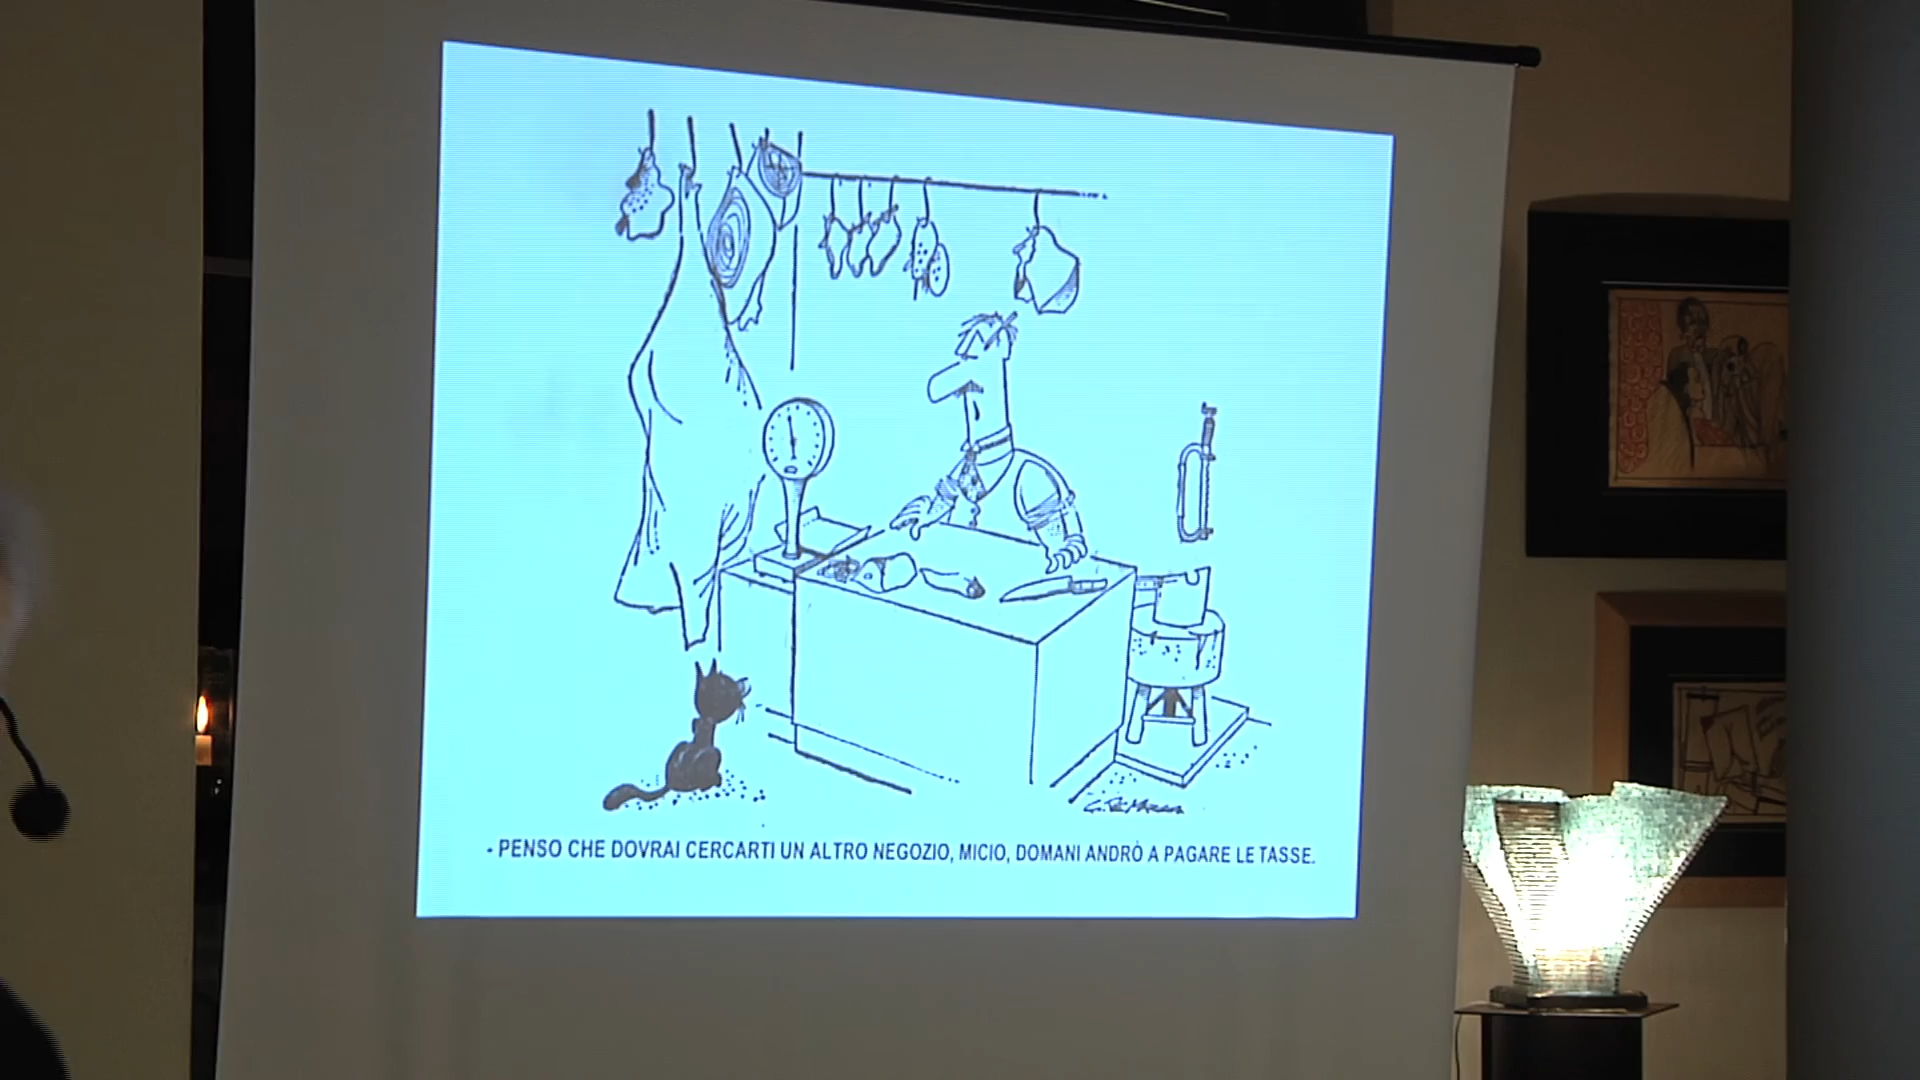 - PENSO CHE DOVRAI CERCARTI UN ALTRO NEGOZIO, MICIO, DOMANI ANDRÒ A PAGARE LE TASSE.